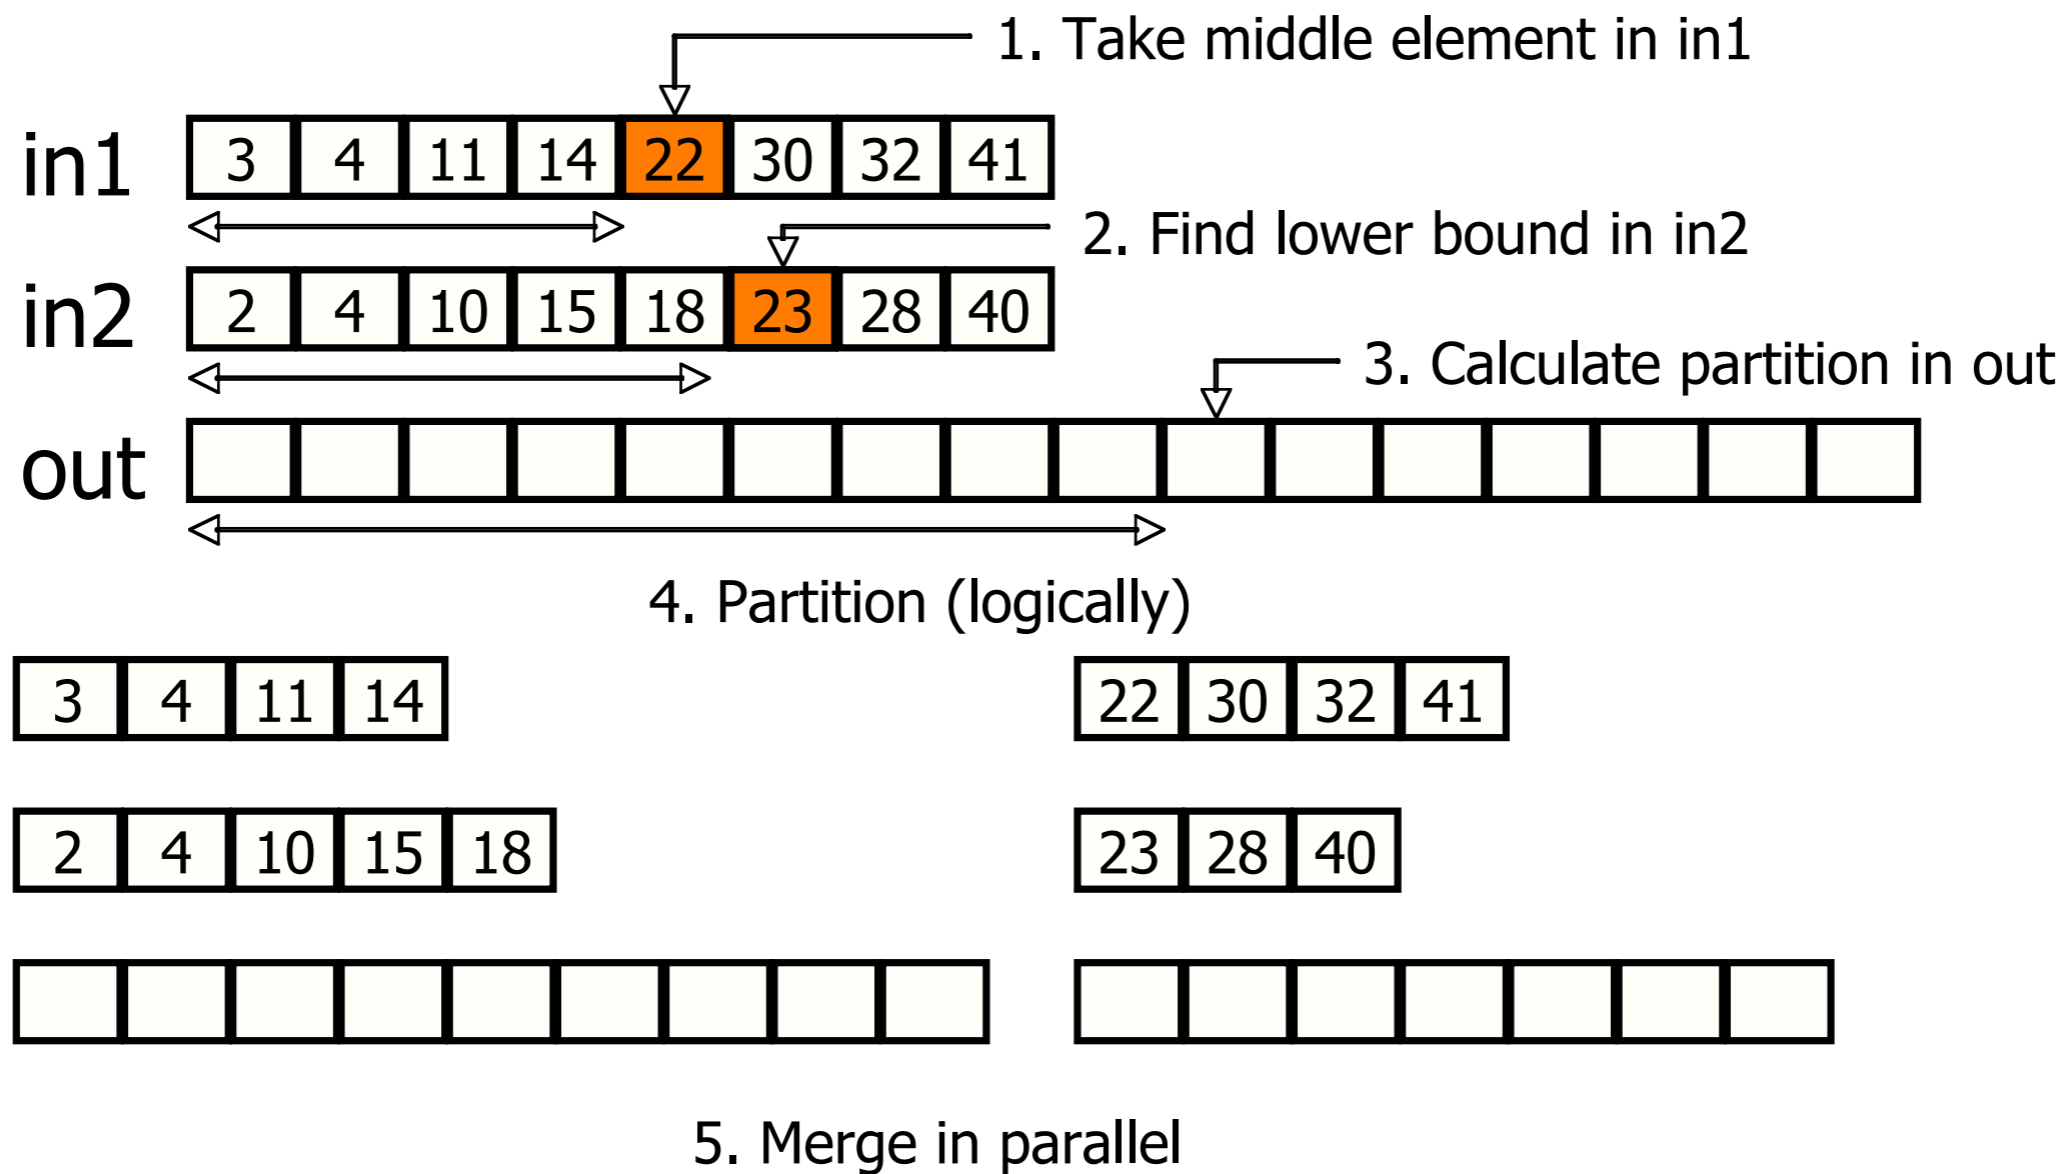 1. Take middle element in in1
in1 3 4 11 14 22 30 32 41
2. Find lower bound in in2
in2 2 4 10 15 18 23 28 40
3. Calculate partition in out
out
4. Partition (logically)
3 4 11 14 22 30 32 41
2 4 10 15 18 23 28 40
5. Merge in parallel